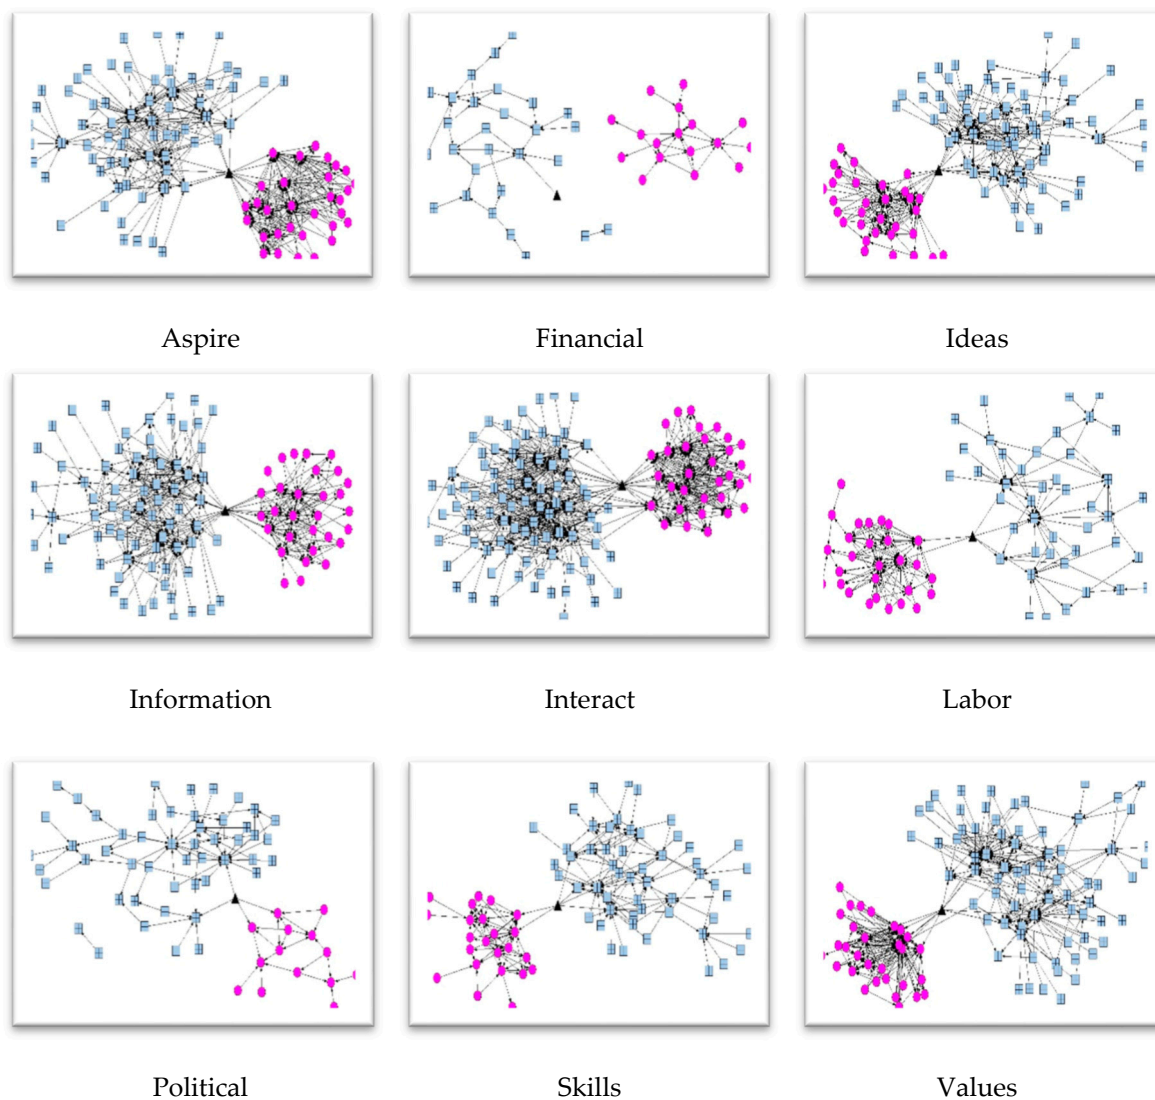 Aspire
Financial
Ideas
Information
Interact
Labor
Political
Skills
Values